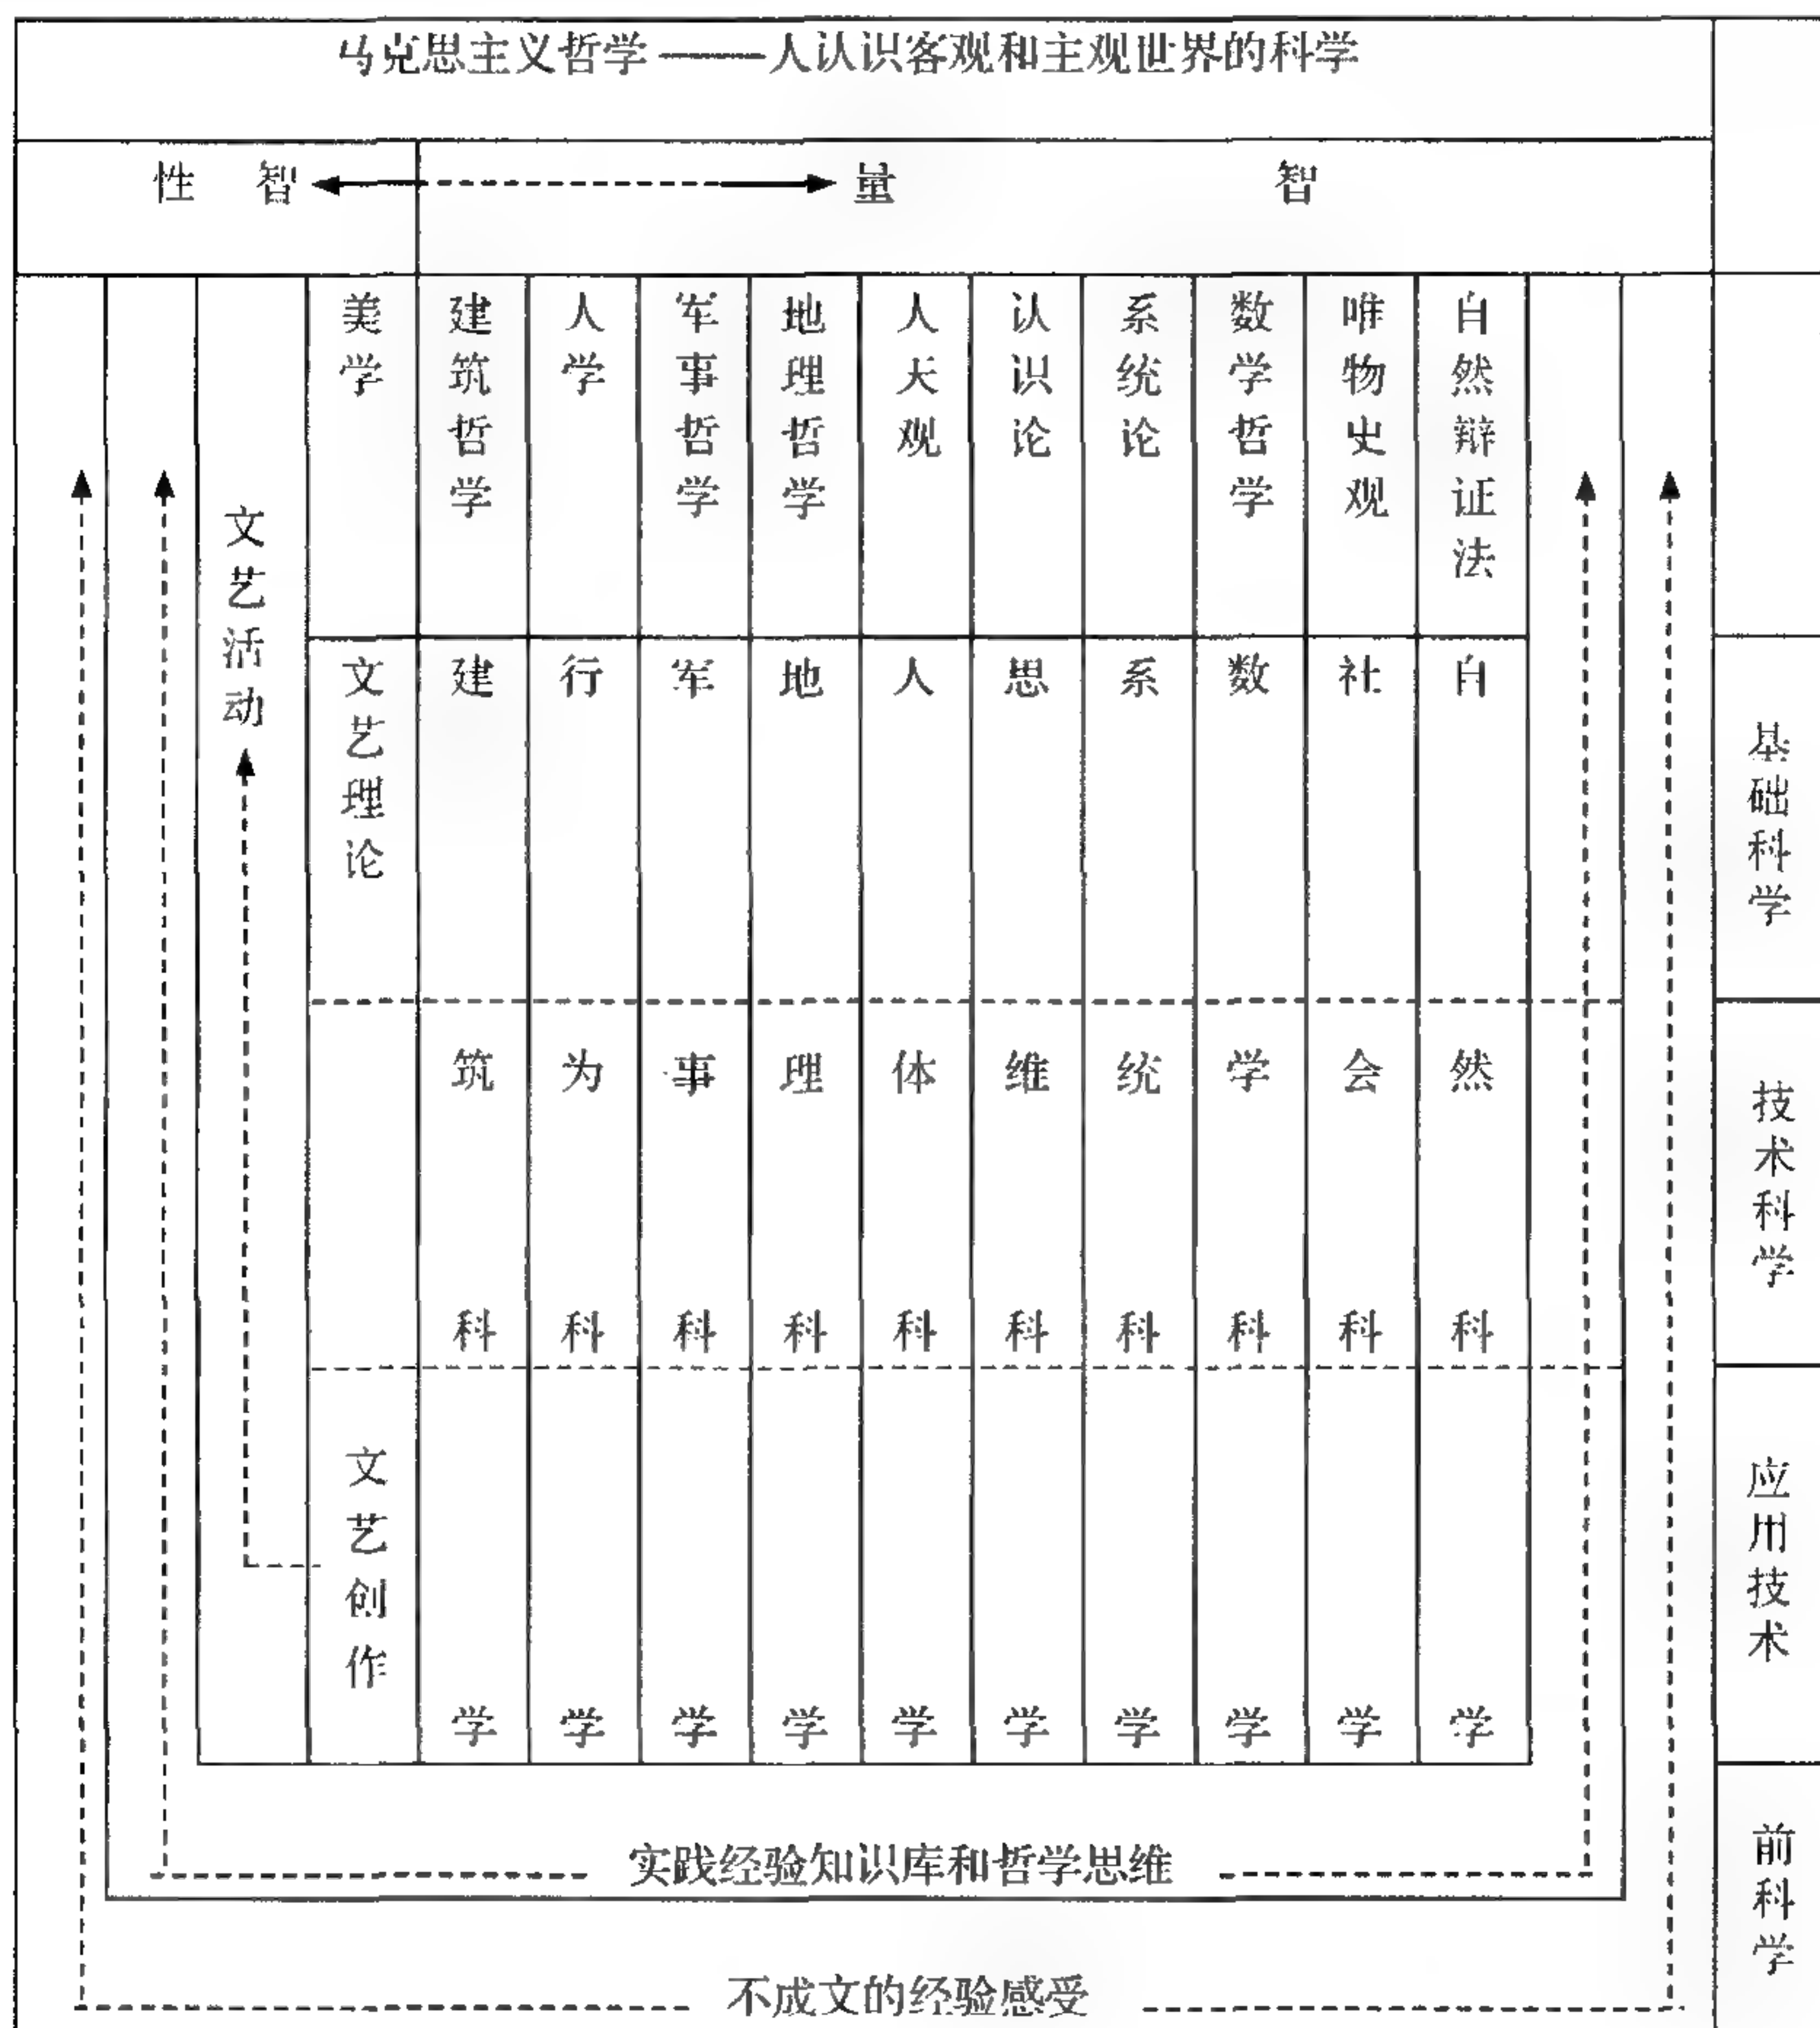 马克思主义哲学——人认识客观和主观世界的科学
性 智 量 智
美学
建筑哲学
人学
军事哲学
地理哲学
人天观
认识论
系统论
数学哲学
唯物史观
自然辩证法
文艺活动
文艺理论
文艺创作
建筑科学
行为科学
军事科学
地理科学
人体科学
思维科学
系统科学
数学科学
社会科学
自然科学
基础科学
技术科学
应用技术
前科学
实践经验知识库和哲学思维
不成文的经验感受